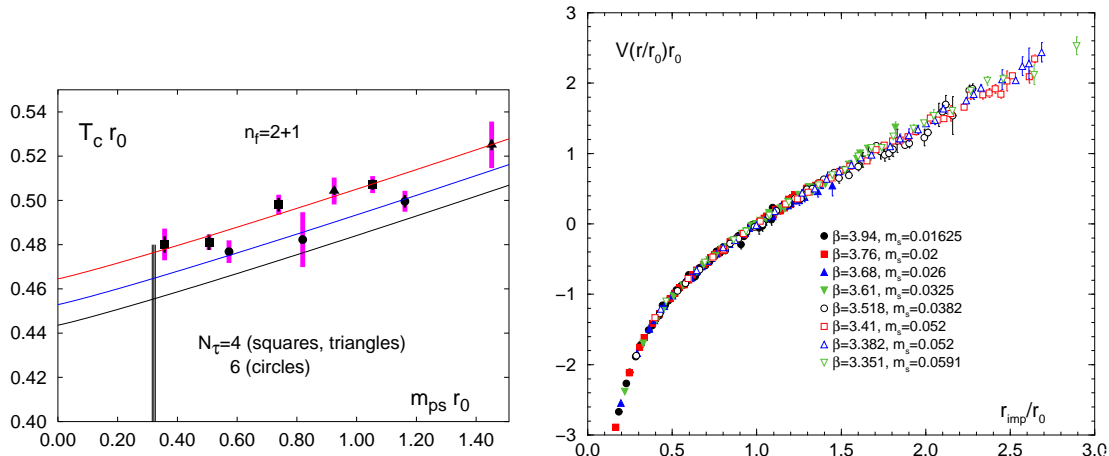 T_c r_0
n_f=2+1
0.54
0.52
0.50
0.48
0.46
0.44
0.42
0.40
N_τ=4 (squares, triangles)
6 (circles)
m_ps r_0
0.00 0.20 0.40 0.60 0.80 1.00 1.20 1.40
V(r/r_0)r_0
3
2
1
0
−1
−2
−3
β=3.94, m_s=0.01625
β=3.76, m_s=0.02
β=3.68, m_s=0.026
β=3.61, m_s=0.0325
β=3.518, m_s=0.0382
β=3.41, m_s=0.052
β=3.382, m_s=0.052
β=3.351, m_s=0.0591
r_imp/r_0
0.0 0.5 1.0 1.5 2.0 2.5 3.0